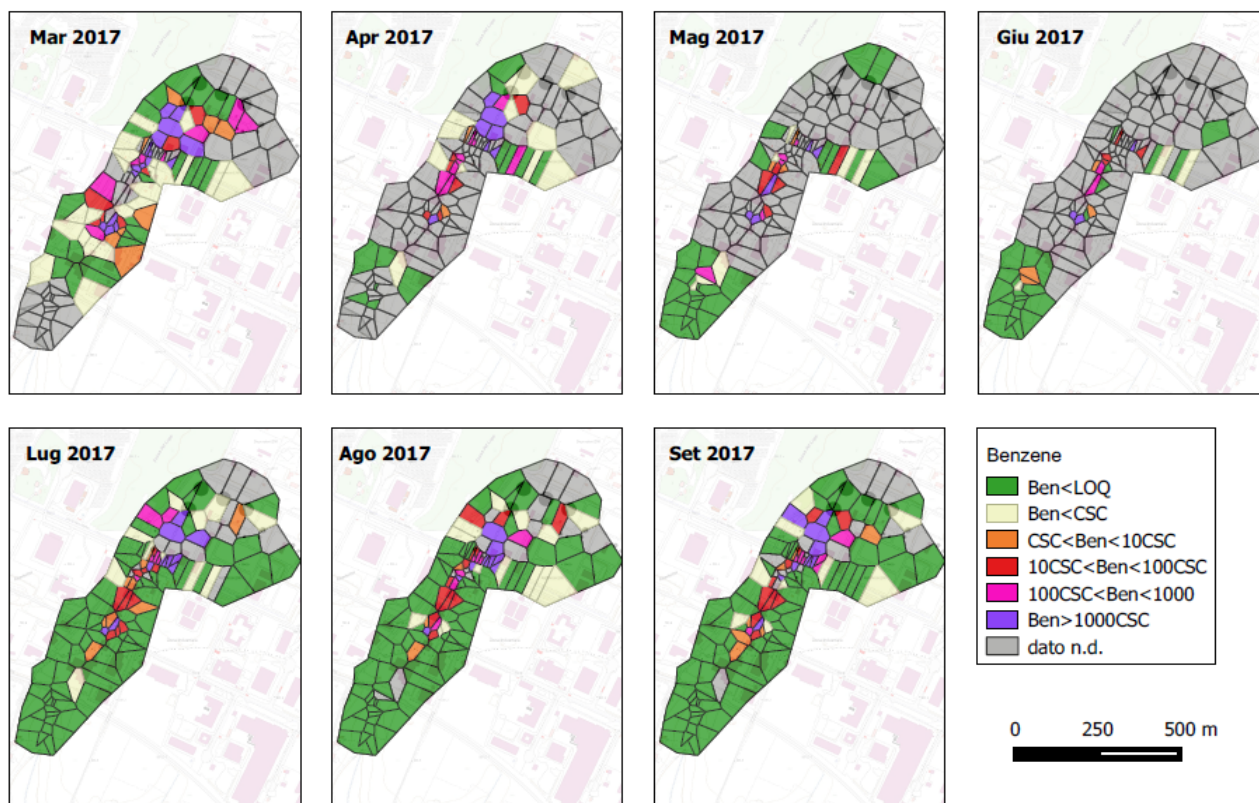 Mar 2017
Apr 2017
Mag 2017
Giu 2017
Lug 2017
Ago 2017
Set 2017
Benzene
Ben<LOQ
Ben<CSC
CSC<Ben<10CSC
10CSC<Ben<100CSC
100CSC<Ben<1000
Ben>1000CSC
dato n.d.
0 250 500 m